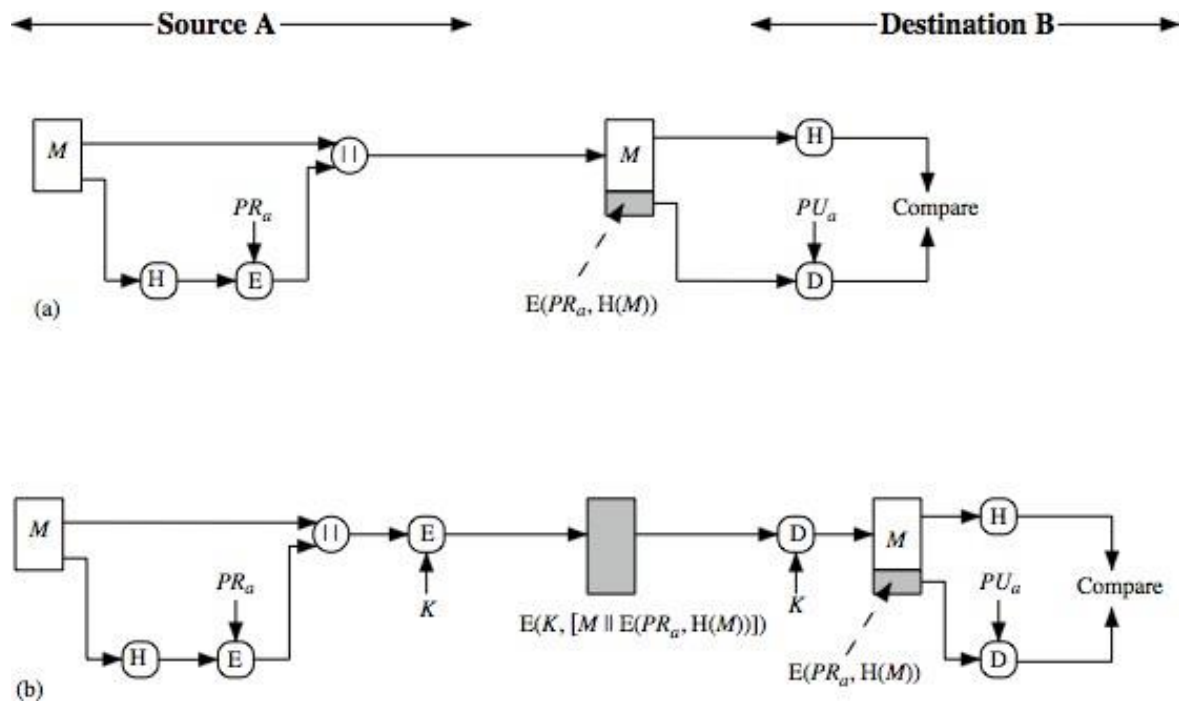 Source A
Destination B
M
| |
M
H
PRₐ
PUₐ
Compare
H
E
D
E(PRₐ, H(M))
(a)
M
| |
E
D
M
H
K
K
PRₐ
PUₐ
Compare
E(K, [M || E(PRₐ, H(M))])
H
E
D
E(PRₐ, H(M))
(b)